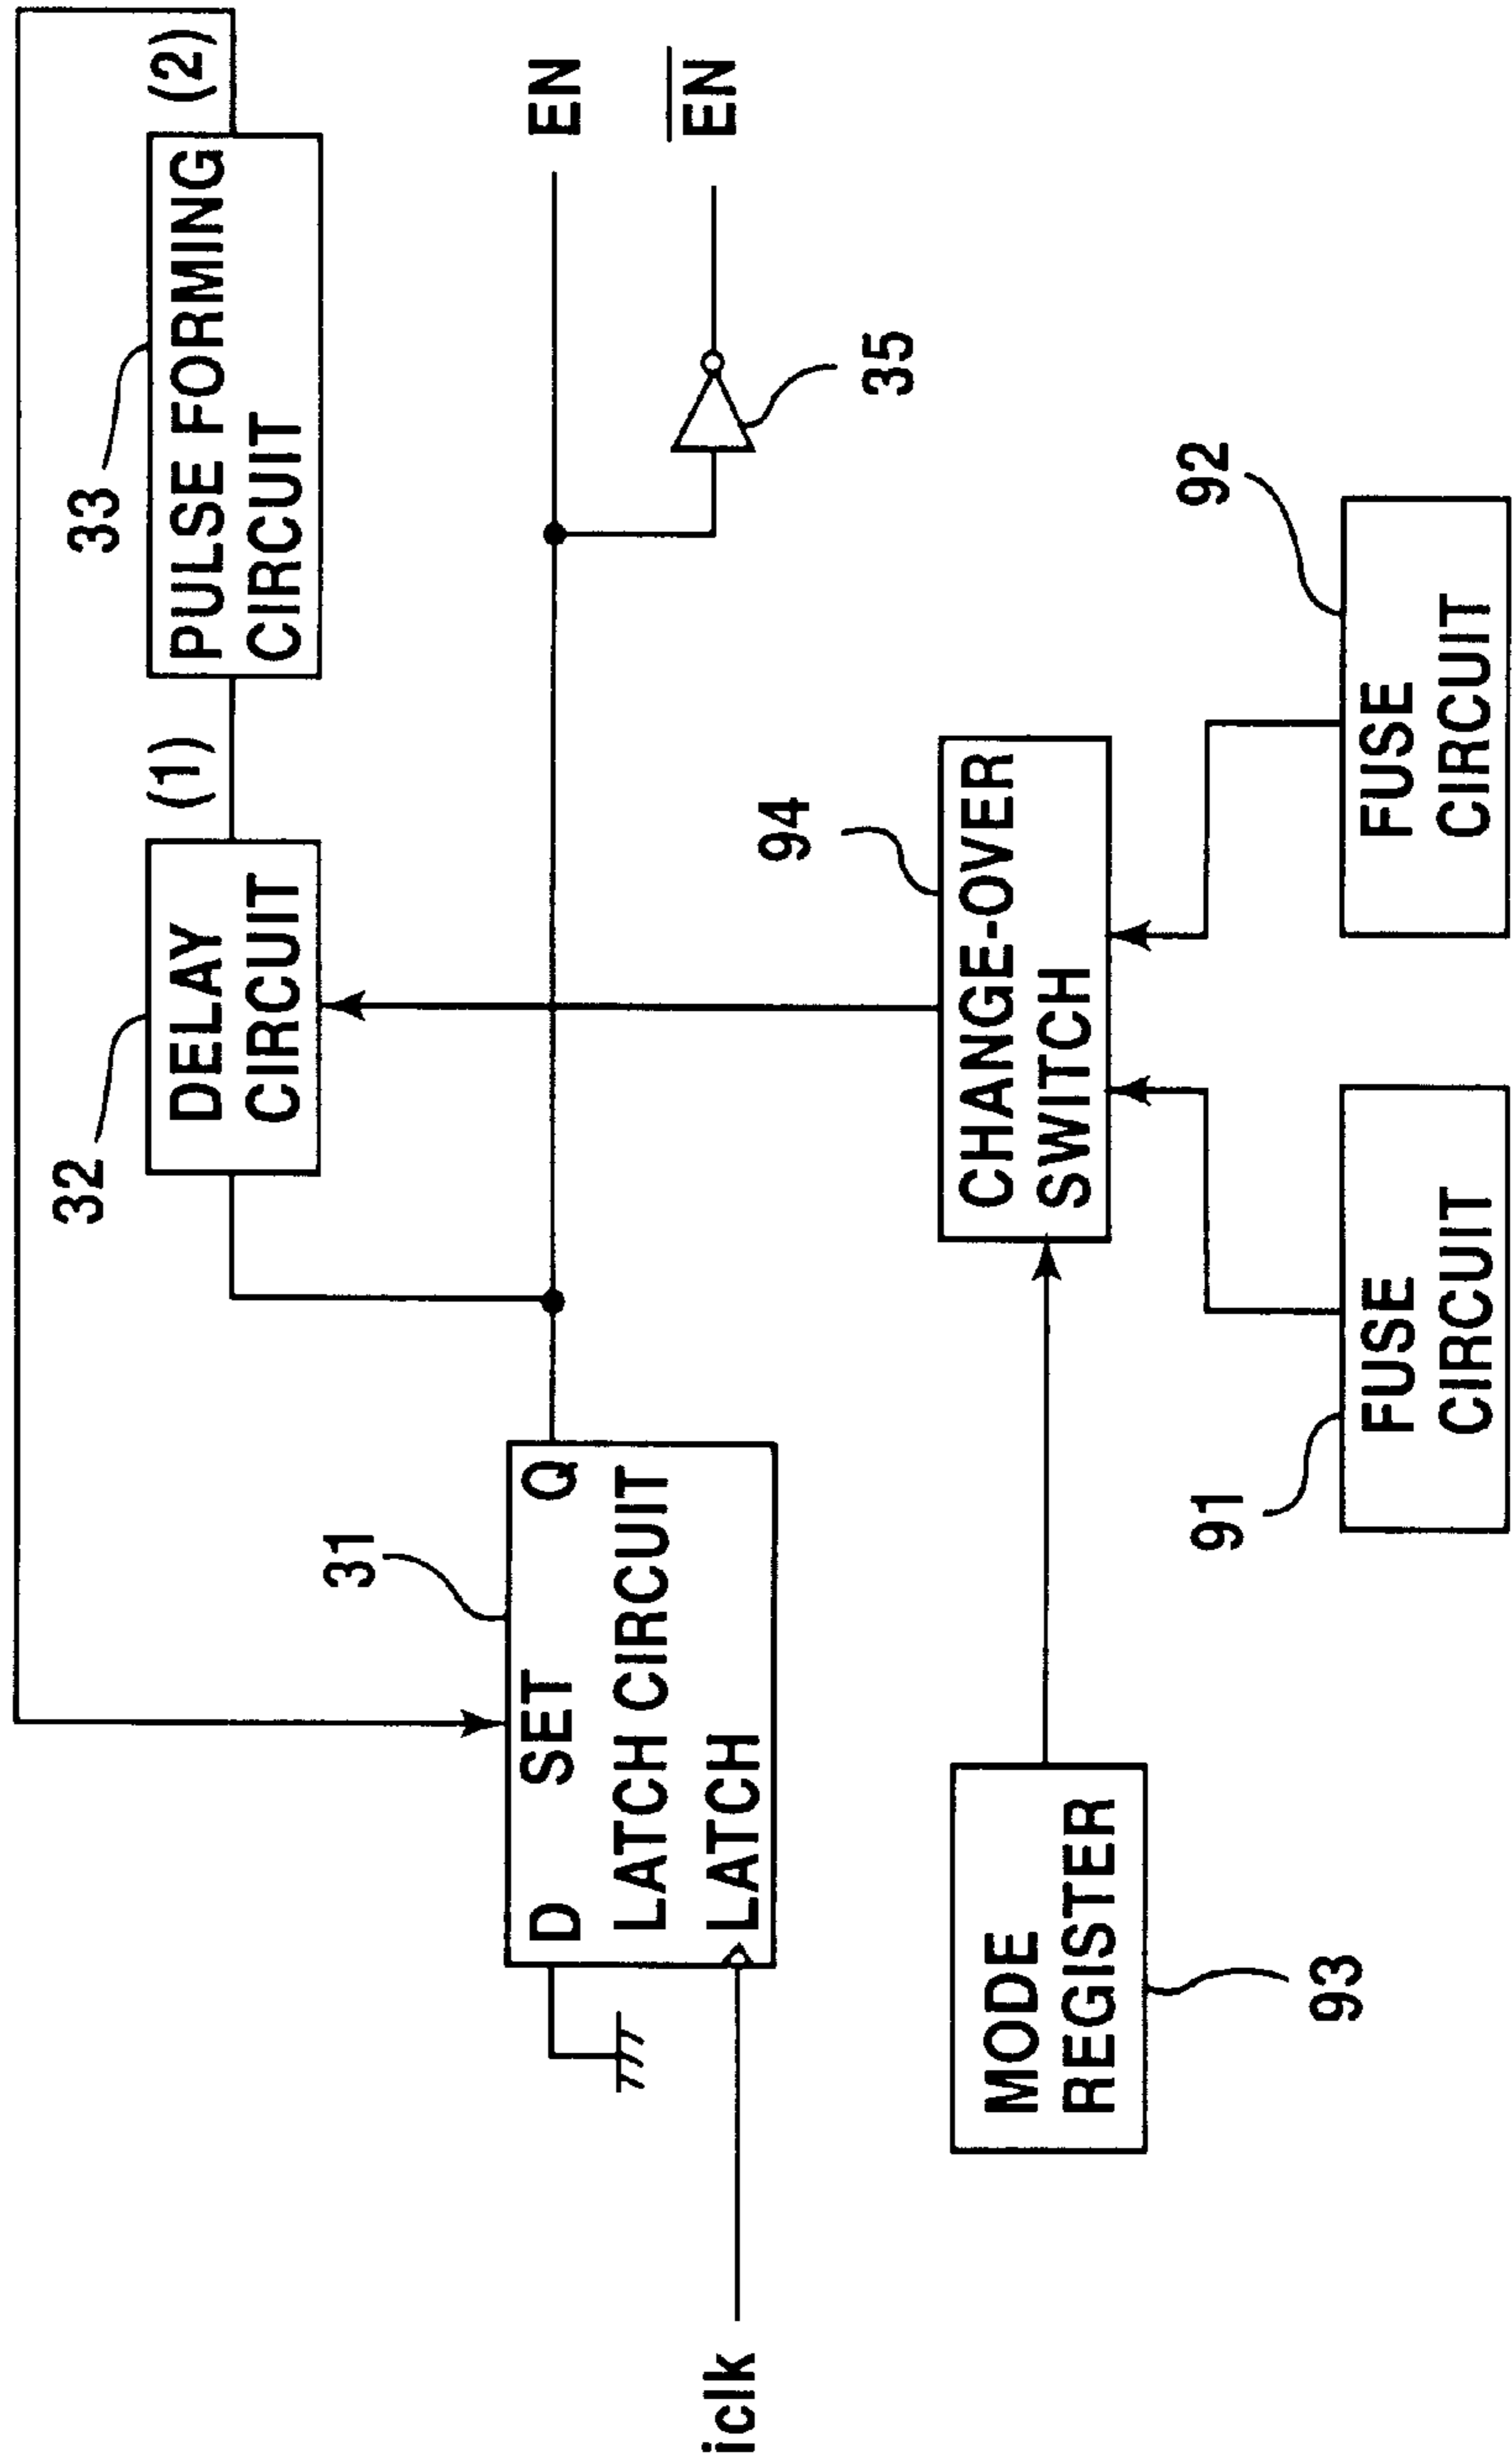 33
(2)
PULSE FORMING
CIRCUIT
(1)
32
DELAY
CIRCUIT
EN
EN
35
31
D SET Q
LATCH CIRCUIT
LATCH
iclk
94
CHANGE-OVER
SWITCH
MODE
REGISTER
93
91
FUSE
CIRCUIT
92
FUSE
CIRCUIT